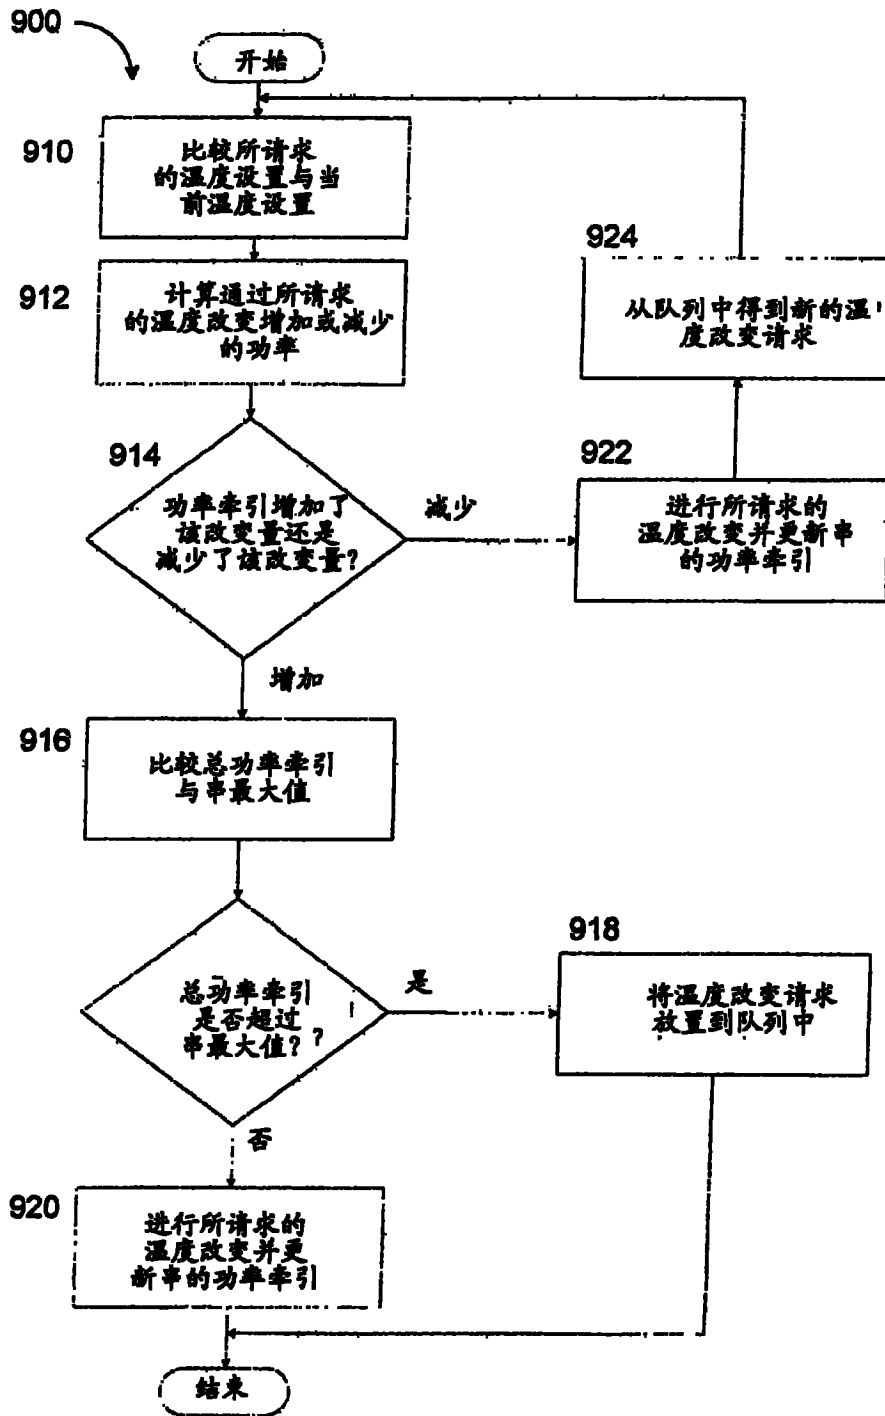 900
开始
910
比较所请求
的温度设置与当
前温度设置
912
计算通过所请求
的温度改变增加或减少
的功率
914
功率牵引增加了
该改变量还是
减少了该改变量?
减少
增加
924
从队列中得到新的温
度改变请求
922
进行所请求的
温度改变并更新串
的功率牵引
916
比较总功率牵引
与串最大值
总功率牵引
是否超过
串最大值? ?
是
否
918
将温度改变请求
放置到队列中
920
进行所请求的
温度改变并更
新串的功率牵引
结束